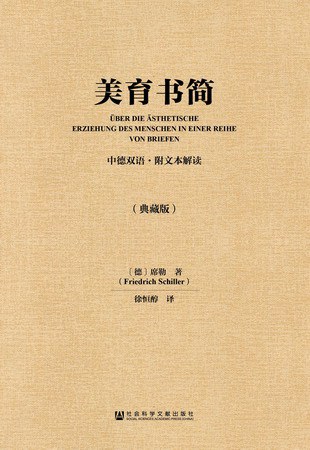 美育书简
ÜBER DIE ÄSTHETISCHE
ERZIEHUNG DES MENSCHEN IN EINER REIHE
VON BRIEFEN
中德双语·附文本解读
（典藏版）
［德］席勒 著
（Friedrich Schiller）
徐恒醇 译
社会科学文献出版社
SOCIAL SCIENCES ACADEMIC PRESS (CHINA)